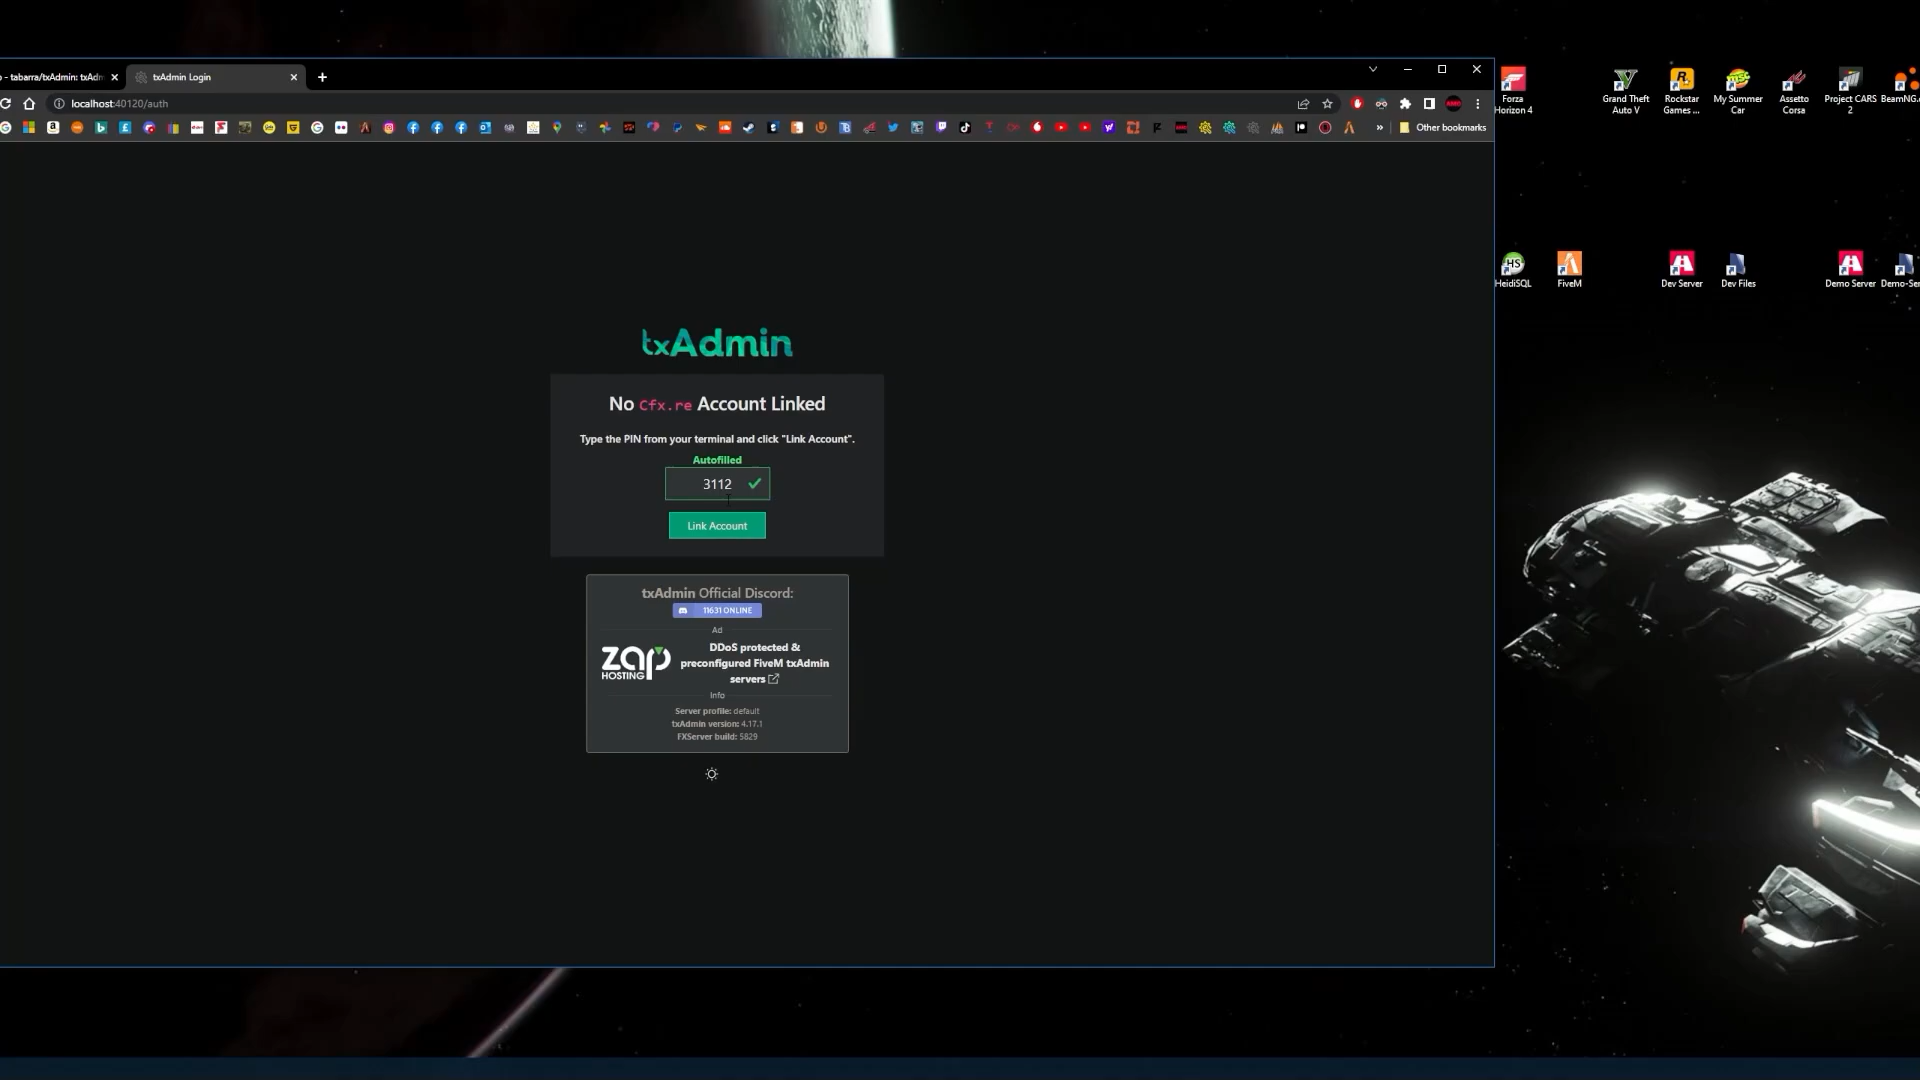 - tabarra/txAdmin: txAdm
txAdmin Login
localhost:40120/auth
Other bookmarks
Forza Horizon 4
Grand Theft Auto V
Rockstar Games ...
My Summer Car
Assetto Corsa
Project CARS 2
BeamNG.
HeidiSQL
FiveM
Dev Server
Dev Files
Demo Server
Demo-Ser
txAdmin
No Cfx.re Account Linked
Type the PIN from your terminal and click "Link Account".
Autofilled
3112
Link Account
txAdmin Official Discord:
11631 ONLINE
Ad
ZAP HOSTING
DDoS protected &
preconfigured FiveM txAdmin
servers
Info
Server profile: default
txAdmin version: 4.17.1
FXServer build: 5829